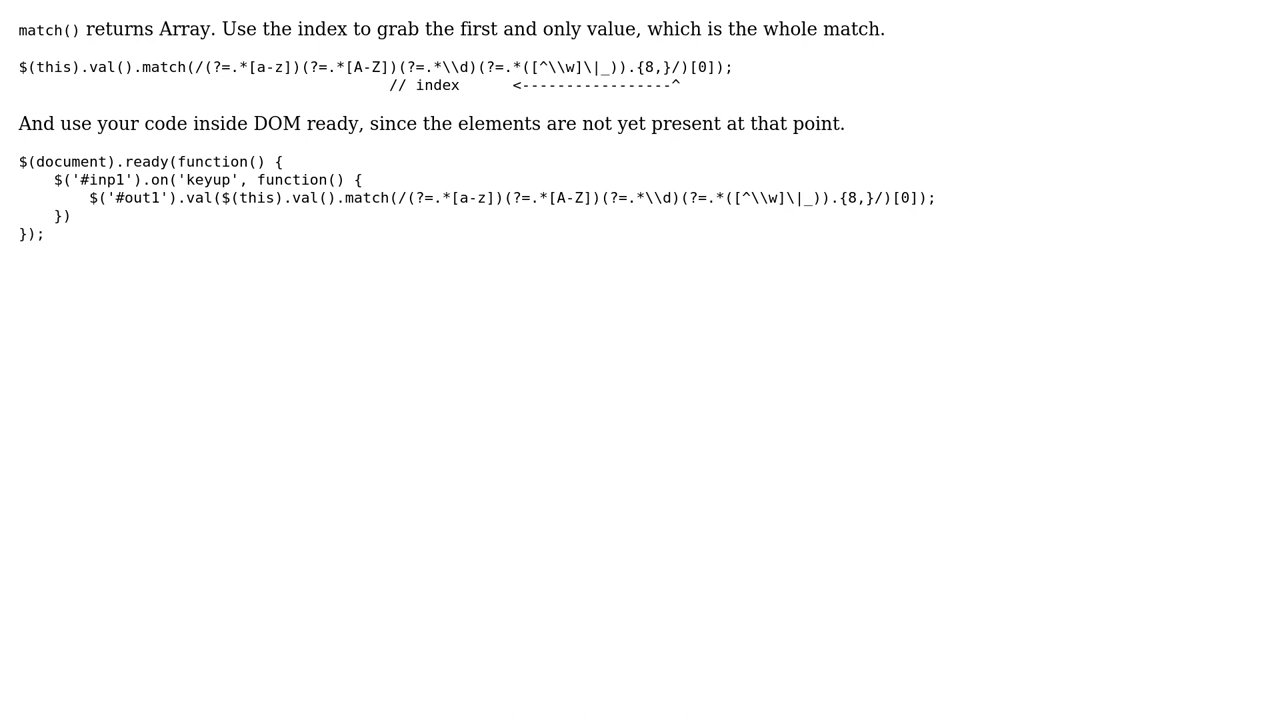 match() returns Array. Use the index to grab the first and only value, which is the whole match.
$(this).val().match(/(?=.*[a-z])(?=.*[A-Z])(?=.*\\d)(?=.*([^\\w]\|_)).{8,}/)[0]);
// index      <-----------------^
And use your code inside DOM ready, since the elements are not yet present at that point.
$(document).ready(function() {
    $('#inp1').on('keyup', function() {
        $('#out1').val($(this).val().match(/(?=.*[a-z])(?=.*[A-Z])(?=.*\\d)(?=.*([^\\w]\|_)).{8,}/)[0]);
    })
});